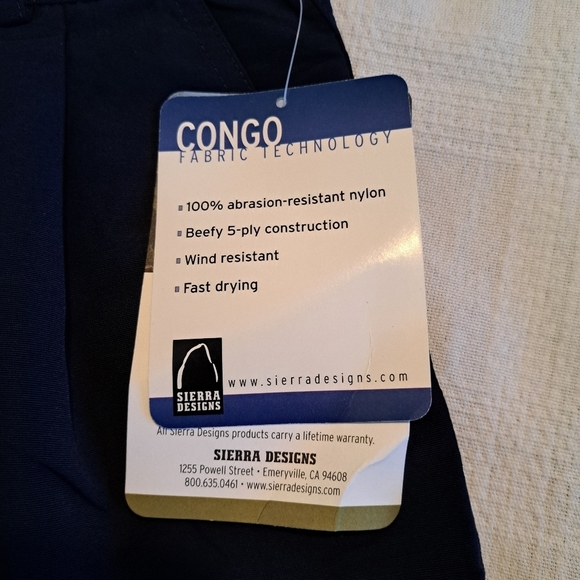 CONGO
FABRIC TECHNOLOGY
100% abrasion-resistant nylon
Beefy 5-ply construction
Wind resistant
Fast drying
SIERRA
DESIGNS
www.sierradesigns.com
All Sierra Designs products carry a lifetime warranty.
SIERRA DESIGNS
1255 Powell Street • Emeryville, CA 94608
800.635.0461 • www.sierradesigns.com